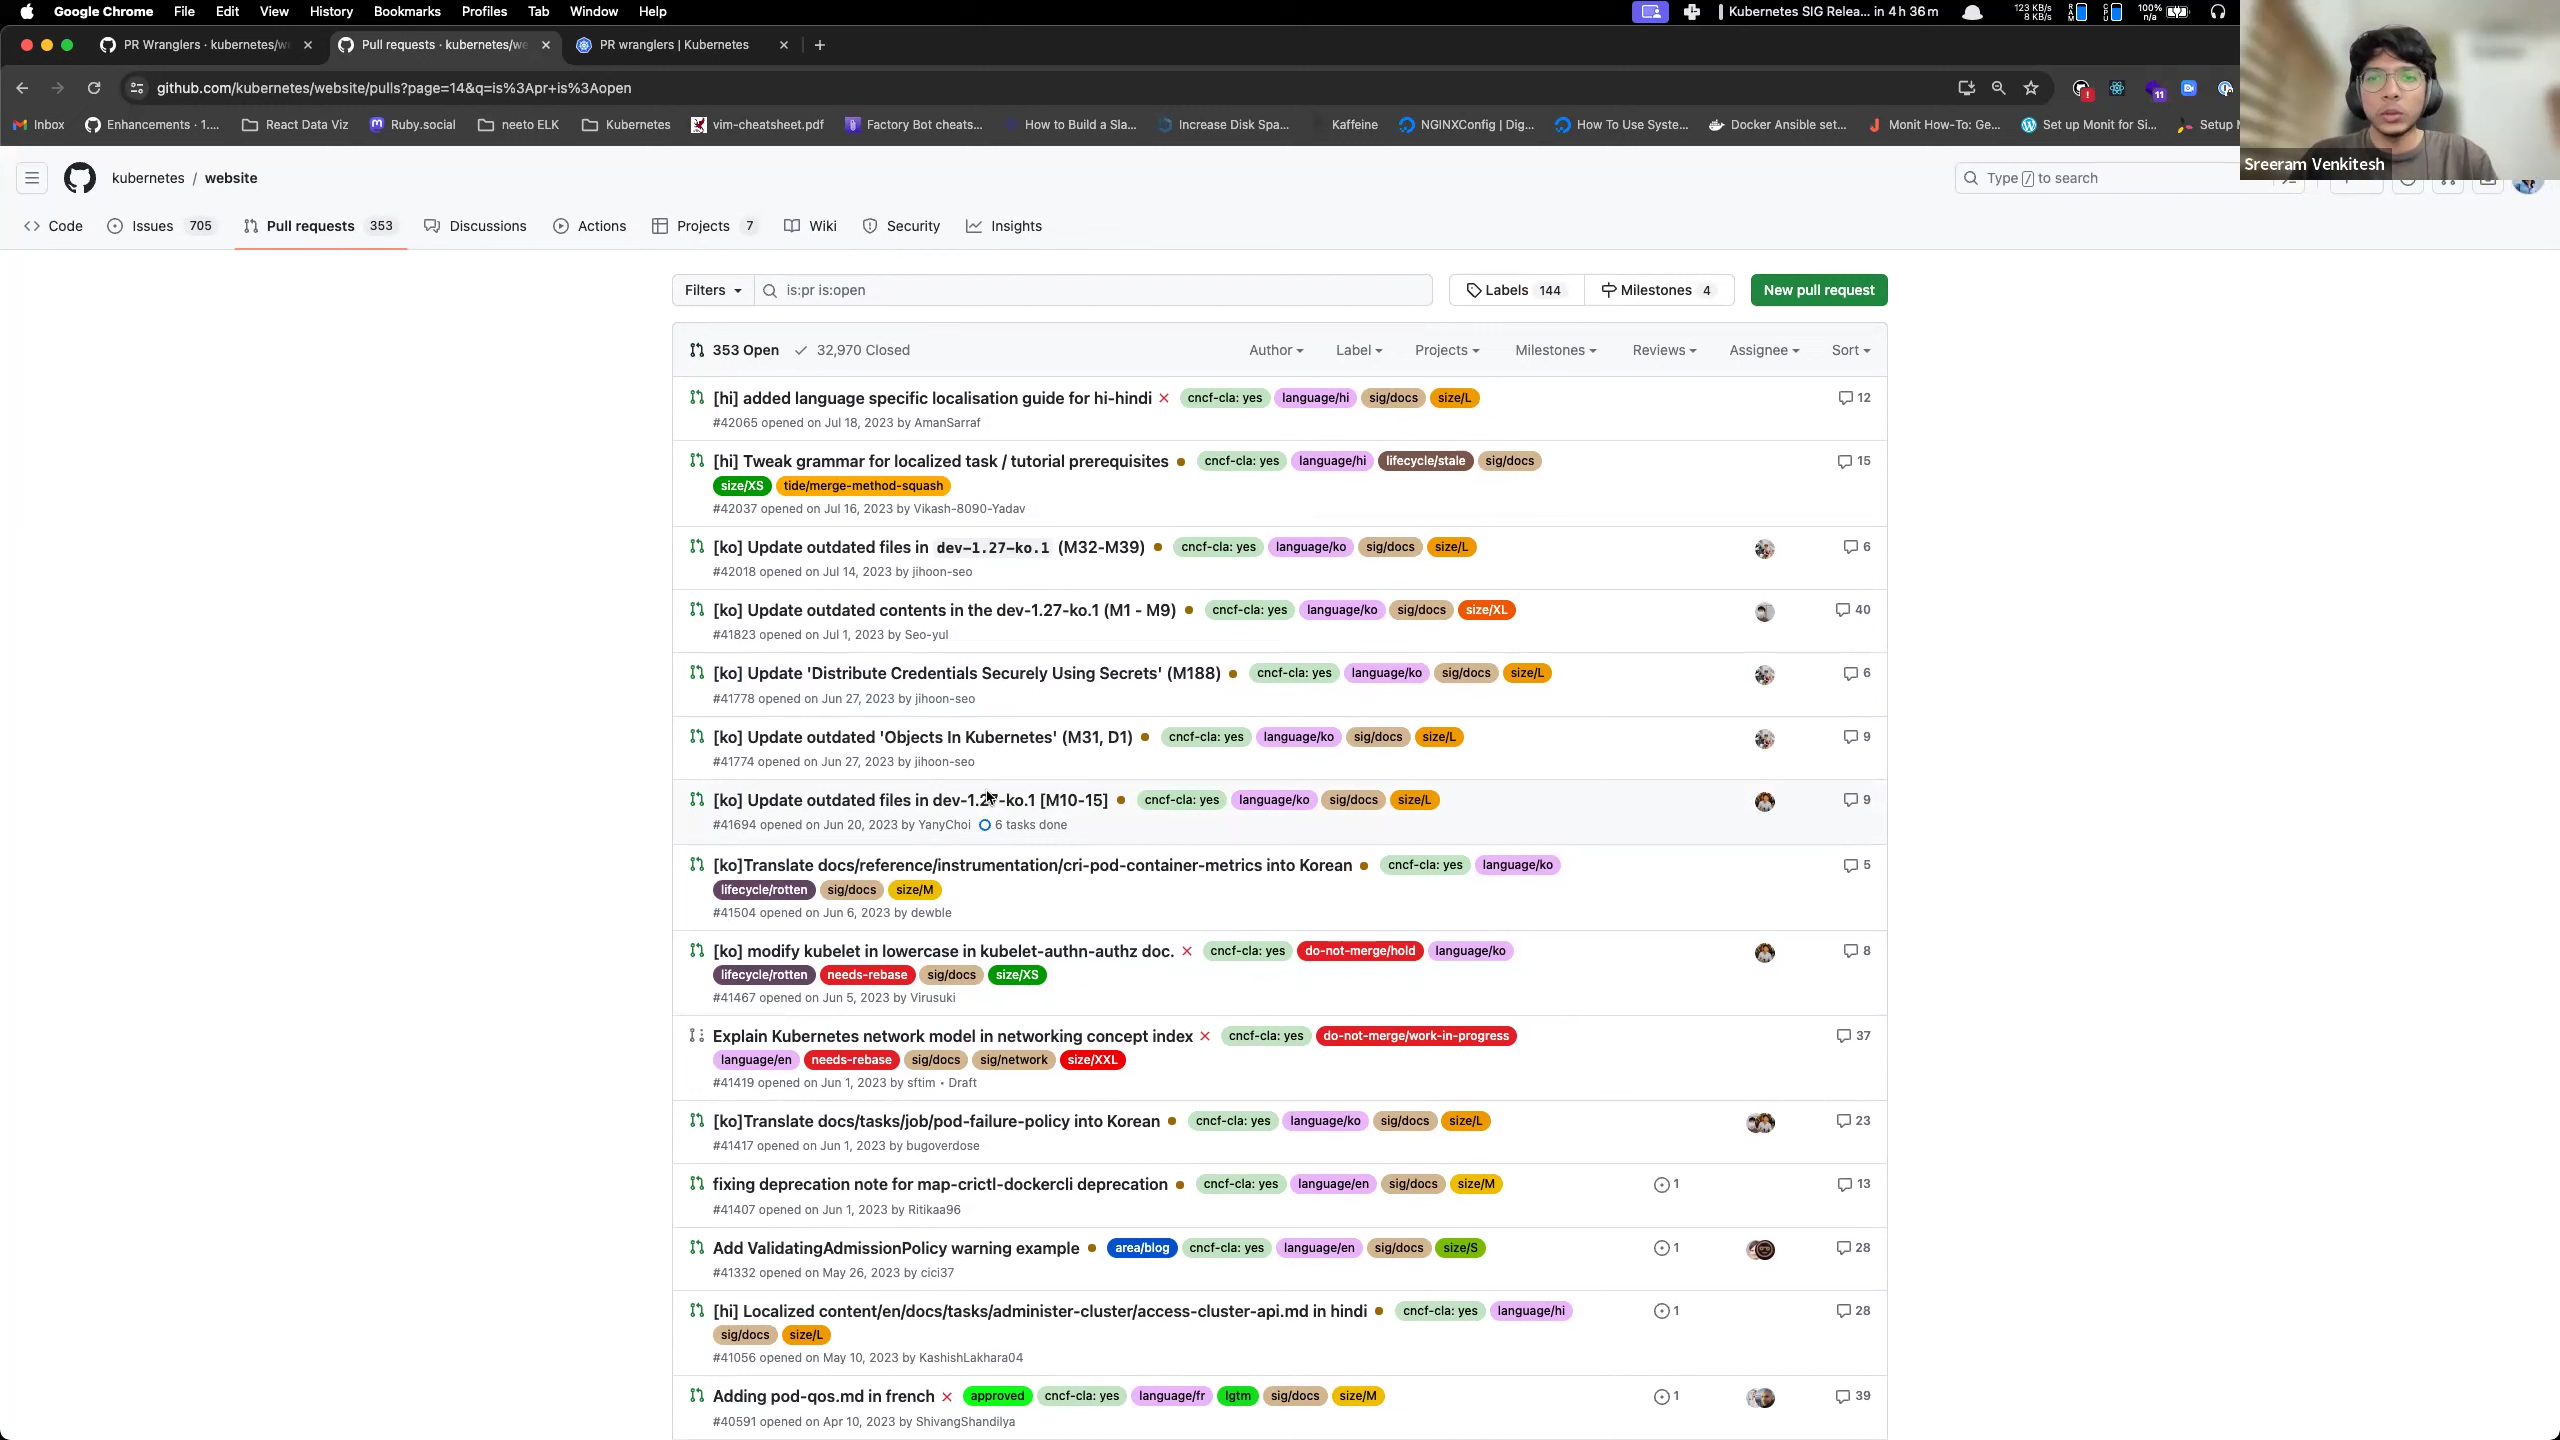 Google Chrome File Edit View History Bookmarks Profiles Tab Window Help
Kubernetes SIG Relea... in 4 h 36 m 123 KB/s 8 KB/s 100% n/a
PR Wranglers · kubernetes/we
Pull requests · kubernetes/we
PR wranglers | Kubernetes
github.com/kubernetes/website/pulls?page=14&q=is%3Apr+is%3Aopen
11
Inbox Enhancements · 1.... React Data Viz Ruby.social neeto ELK Kubernetes vim-cheatsheet.pdf Factory Bot cheats... How to Build a Sla... Increase Disk Spa... Kaffeine NGINXConfig | Dig... How To Use Syste... Docker Ansible set... Monit How-To: Ge... Set up Monit for Si...
Sreeram Venkitesh
kubernetes / website
Type / to search
Code Issues 705 Pull requests 353 Discussions Actions Projects 7 Wiki Security Insights
Filters is:pr is:open Labels 144 Milestones 4 New pull request
353 Open 32,970 Closed Author Label Projects Milestones Reviews Assignee Sort
[hi] added language specific localisation guide for hi-hindi cncf-cla: yes language/hi sig/docs size/L 12
#42065 opened on Jul 18, 2023 by AmanSarraf
[hi] Tweak grammar for localized task / tutorial prerequisites cncf-cla: yes language/hi lifecycle/stale sig/docs 15
size/XS tide/merge-method-squash
#42037 opened on Jul 16, 2023 by Vikash-8090-Yadav
[ko] Update outdated files in dev-1.27-ko.1 (M32-M39) cncf-cla: yes language/ko sig/docs size/L 6
#42018 opened on Jul 14, 2023 by jihoon-seo
[ko] Update outdated contents in the dev-1.27-ko.1 (M1 - M9) cncf-cla: yes language/ko sig/docs size/XL 40
#41823 opened on Jul 1, 2023 by Seo-yul
[ko] Update 'Distribute Credentials Securely Using Secrets' (M188) cncf-cla: yes language/ko sig/docs size/L 6
#41778 opened on Jun 27, 2023 by jihoon-seo
[ko] Update outdated 'Objects In Kubernetes' (M31, D1) cncf-cla: yes language/ko sig/docs size/L 9
#41774 opened on Jun 27, 2023 by jihoon-seo
[ko] Update outdated files in dev-1.27-ko.1 [M10-15] cncf-cla: yes language/ko sig/docs size/L 9
#41694 opened on Jun 20, 2023 by YanyChoi 6 tasks done
[ko]Translate docs/reference/instrumentation/cri-pod-container-metrics into Korean cncf-cla: yes language/ko 5
lifecycle/rotten sig/docs size/M
#41504 opened on Jun 6, 2023 by dewble
[ko] modify kubelet in lowercase in kubelet-authn-authz doc. cncf-cla: yes do-not-merge/hold language/ko 8
lifecycle/rotten needs-rebase sig/docs size/XS
#41467 opened on Jun 5, 2023 by Virusuki
Explain Kubernetes network model in networking concept index cncf-cla: yes do-not-merge/work-in-progress 37
language/en needs-rebase sig/docs sig/network size/XXL
#41419 opened on Jun 1, 2023 by sftim • Draft
[ko]Translate docs/tasks/job/pod-failure-policy into Korean cncf-cla: yes language/ko sig/docs size/L 23
#41417 opened on Jun 1, 2023 by bugoverdose
fixing deprecation note for map-crictl-dockercli deprecation cncf-cla: yes language/en sig/docs size/M 1 13
#41407 opened on Jun 1, 2023 by Ritikaa96
Add ValidatingAdmissionPolicy warning example area/blog cncf-cla: yes language/en sig/docs size/S 1 28
#41332 opened on May 26, 2023 by cici37
[hi] Localized content/en/docs/tasks/administer-cluster/access-cluster-api.md in hindi cncf-cla: yes language/hi 1 28
sig/docs size/L
#41056 opened on May 10, 2023 by KashishLakhara04
Adding pod-qos.md in french approved cncf-cla: yes language/fr lgtm sig/docs size/M 1 39
#40591 opened on Apr 10, 2023 by ShivangShandilya